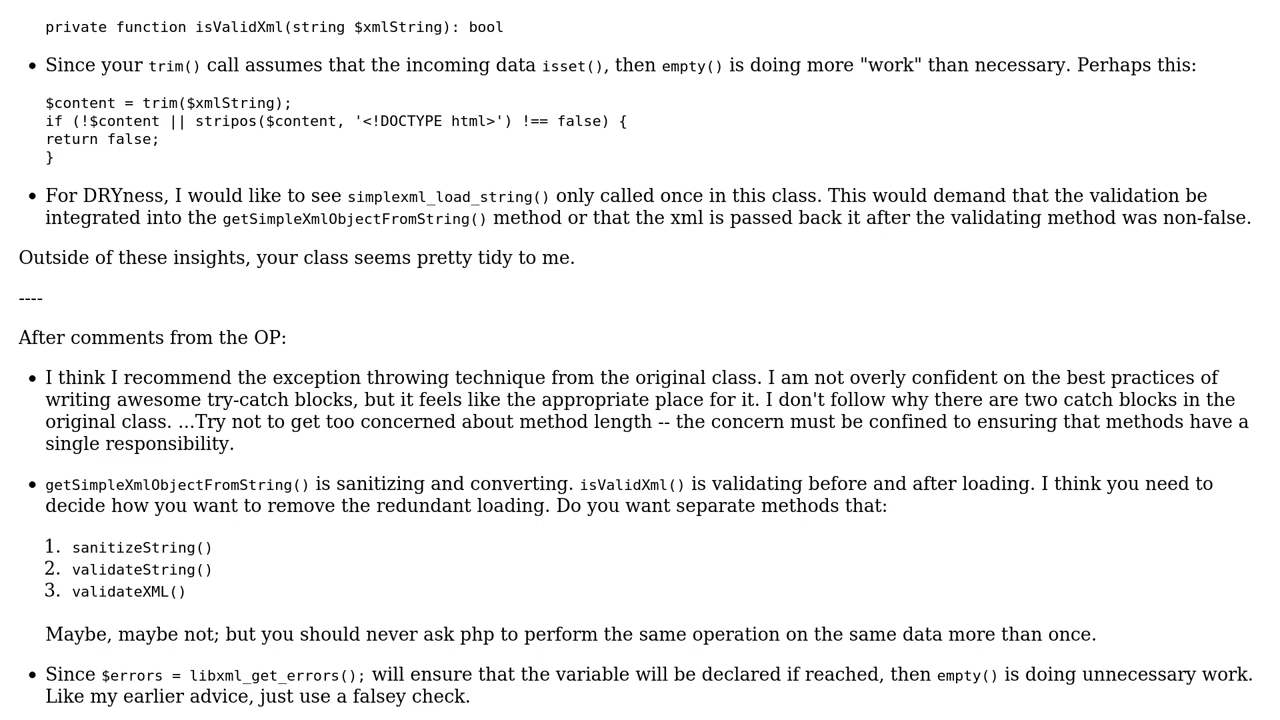 private function isValidXml(string $xmlString): bool
• Since your trim() call assumes that the incoming data isset(), then empty() is doing more "work" than necessary. Perhaps this:
$content = trim($xmlString);
if (!$content || stripos($content, '<!DOCTYPE html>') !== false) {
return false;
}
• For DRYness, I would like to see simplexml_load_string() only called once in this class. This would demand that the validation be
integrated into the getSimpleXmlObjectFromString() method or that the xml is passed back it after the validating method was non-false.
Outside of these insights, your class seems pretty tidy to me.
----
After comments from the OP:
• I think I recommend the exception throwing technique from the original class. I am not overly confident on the best practices of
writing awesome try-catch blocks, but it feels like the appropriate place for it. I don't follow why there are two catch blocks in the
original class. ...Try not to get too concerned about method length -- the concern must be confined to ensuring that methods have a
single responsibility.
• getSimpleXmlObjectFromString() is sanitizing and converting. isValidXml() is validating before and after loading. I think you need to
decide how you want to remove the redundant loading. Do you want separate methods that:
1. sanitizeString()
2. validateString()
3. validateXML()
Maybe, maybe not; but you should never ask php to perform the same operation on the same data more than once.
• Since $errors = libxml_get_errors(); will ensure that the variable will be declared if reached, then empty() is doing unnecessary work.
Like my earlier advice, just use a falsey check.